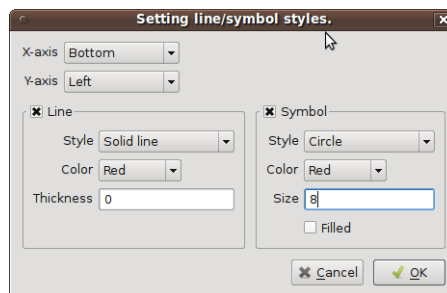 Setting line/symbol styles.
X-axis Bottom
Y-axis Left
Line
Style Solid line
Color Red
Thickness 0
Symbol
Style Circle
Color Red
Size 8
Filled
Cancel OK